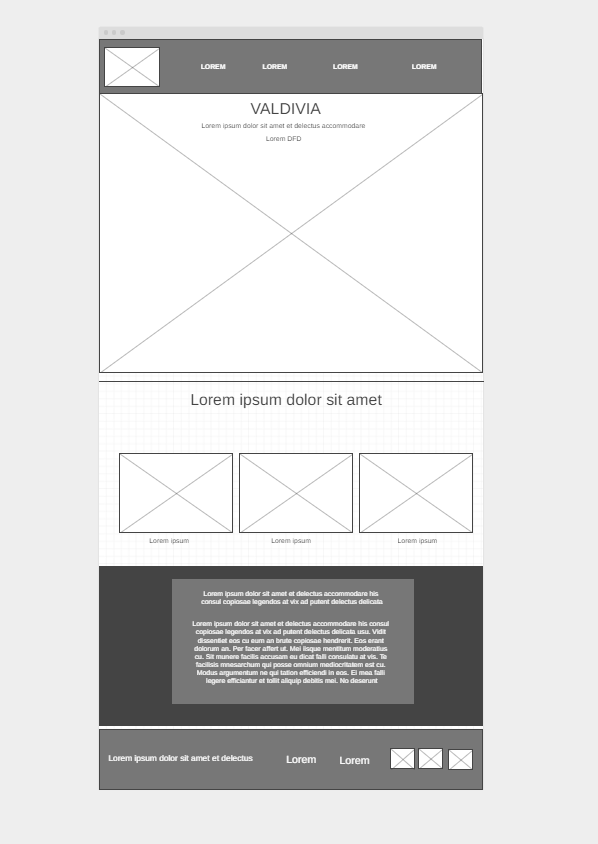 LOREM LOREM LOREM LOREM
VALDIVIA
Lorem ipsum dolor sit amet et delectus accommodare
Lorem DFD
Lorem ipsum dolor sit amet
Lorem ipsum Lorem ipsum Lorem ipsum
Lorem ipsum dolor sit amet et delectus accommodare his
consul copiosae legendos at vix ad putent delectus delicata
Lorem ipsum dolor sit amet et delectus accommodare his consul
copiosae legendos at vix ad putent delectus delicata usu. Vidit
dissentiet eos cu eum an brute copiosae hendrerit. Eos erant
dolorum an. Per facer affert ut. Mei iisque mentitum moderatius
cu. Sit munere facilis accusam eu dicat falli consulatu at vis. Te
facilisis mnesarchum qui posse omnium mediocritatem est cu.
Modus argumentum ne qui tation efficiendi in eos. Ei mea falli
legere efficiantur et tollit aliquip debitis mei. No deserunt
Lorem ipsum dolor sit amet et delectus Lorem Lorem